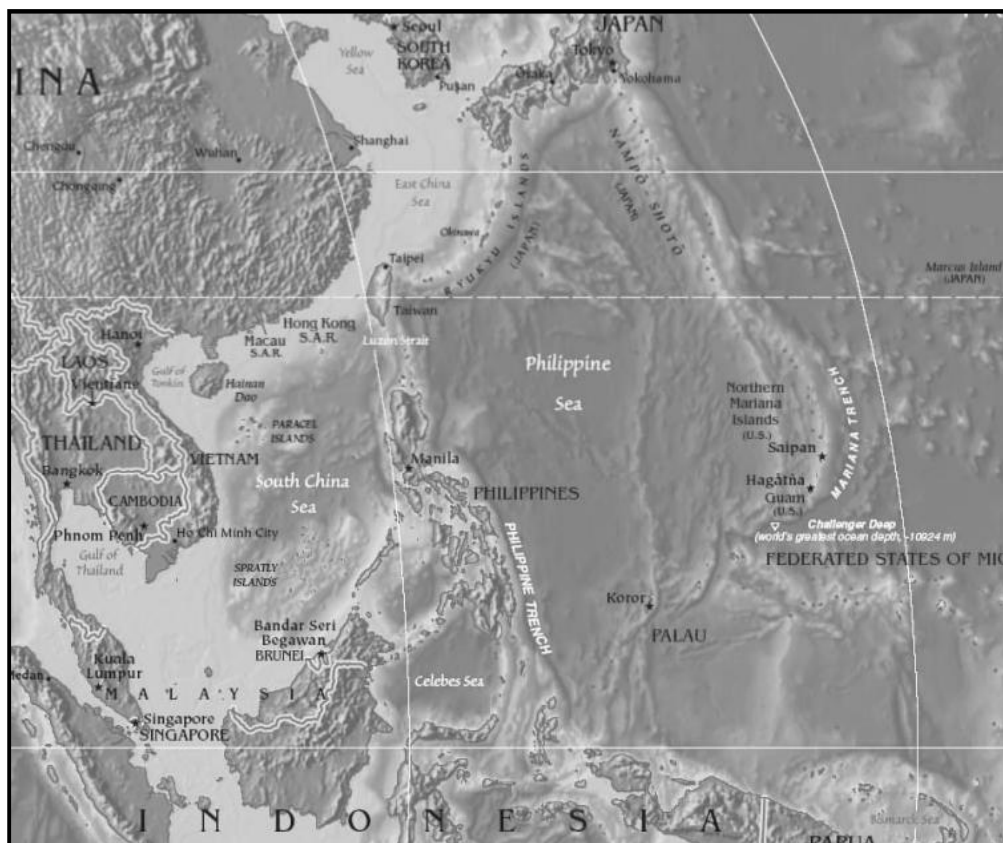 Seoul
JAPAN
Yellow
Sea
SOUTH
KOREA
Tokyo
INA
Pusan
Osaka
Yokohama
Shanghai
Chengdu
Wuhan
Chongqing
NAMPŌ-SHOTŌ
(JAPAN)
East China
Sea
Okinawa
RYUKYU ISLANDS
(JAPAN)
Taipei
Marcus Island
(JAPAN)
Taiwan
Hong Kong
S.A.R.
Macau
S.A.R.
Luzon Strait
Hanoi
LAOS
Gulf of
Tonkin
Hainan
Dao
Vientiane
Philippine
Sea
Northern
Mariana
Islands
(U.S.)
MARIANA TRENCH
PARACEL
ISLANDS
THAILAND
VIETNAM
Bangkok
Manila
Saipan
CAMBODIA
South China
Sea
PHILIPPINES
Hagåtña
Guam
(U.S.)
Phnom Penh
Ho Chi Minh City
Challenger Deep
(world's greatest ocean depth, -10924 m)
Gulf of
Thailand
PHILIPPINE TRENCH
FEDERATED STATES OF MIC
SPRATLY
ISLANDS
Koror
PALAU
Bandar Seri
Begawan
BRUNEI
Kuala
Lumpur
Medan
MALAYSIA
Celebes Sea
Singapore
SINGAPORE
INDONESIA
Bismarck Sea
PAPUA